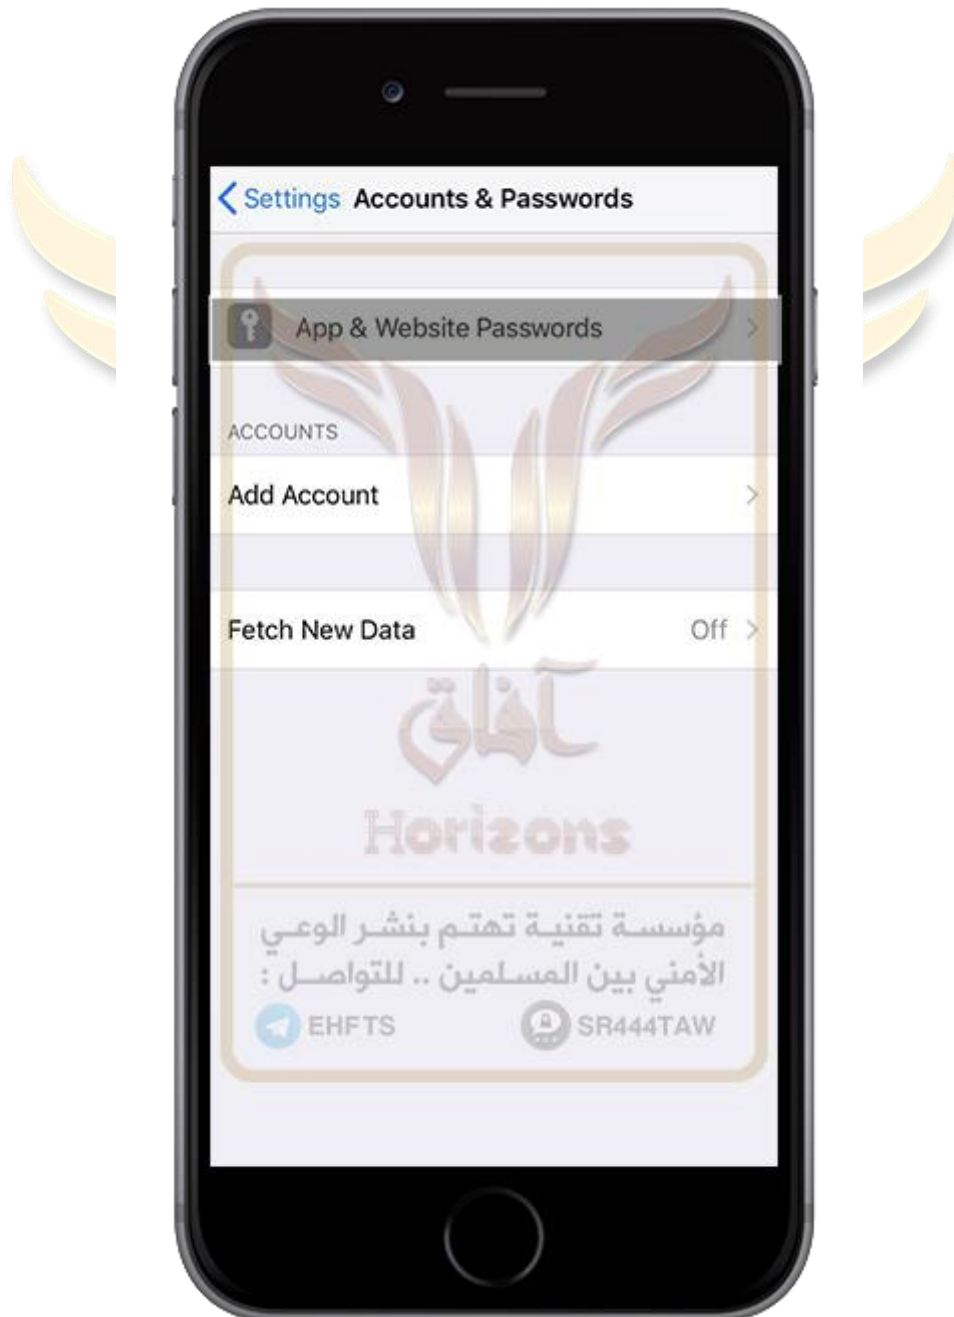 Settings Accounts & Passwords
App & Website Passwords
ACCOUNTS
Add Account
Fetch New Data Off
آفاق
Horizons
مؤسسة تقنية تهتم بنشر الوعي
الأمني بين المسلمين .. للتواصل :
EHFTS SR444TAW